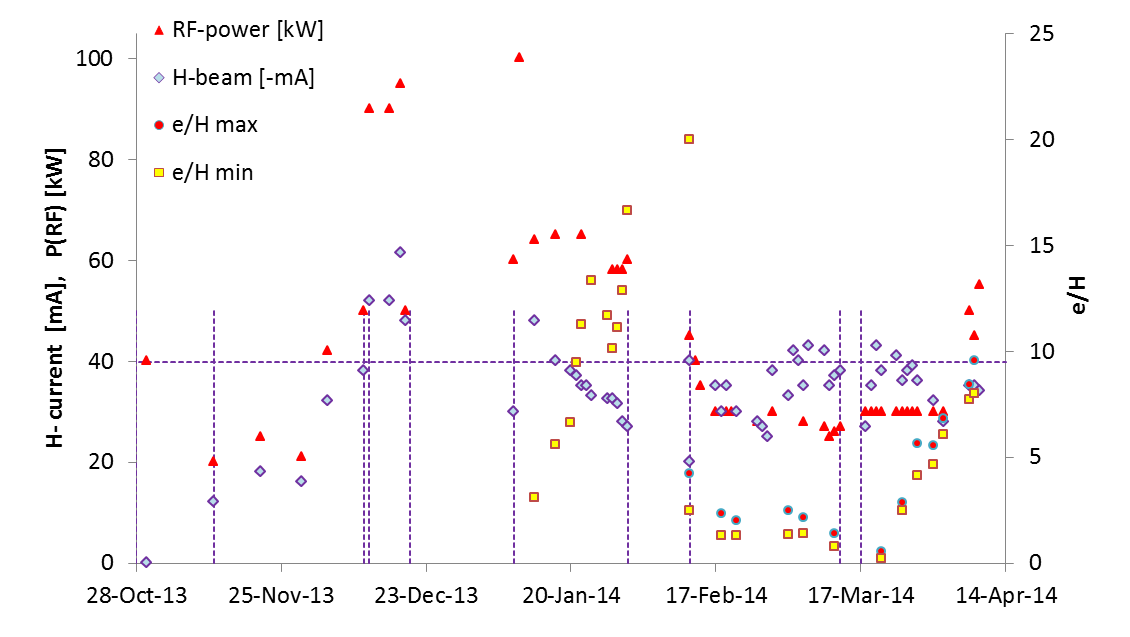 RF-power [kW]
H-beam [-mA]
e/H max
e/H min
H- current [mA], P(RF) [kW]
100
80
60
40
20
0
25
20
15
10
5
0
e/H
28-Oct-13
25-Nov-13
23-Dec-13
20-Jan-14
17-Feb-14
17-Mar-14
14-Apr-14